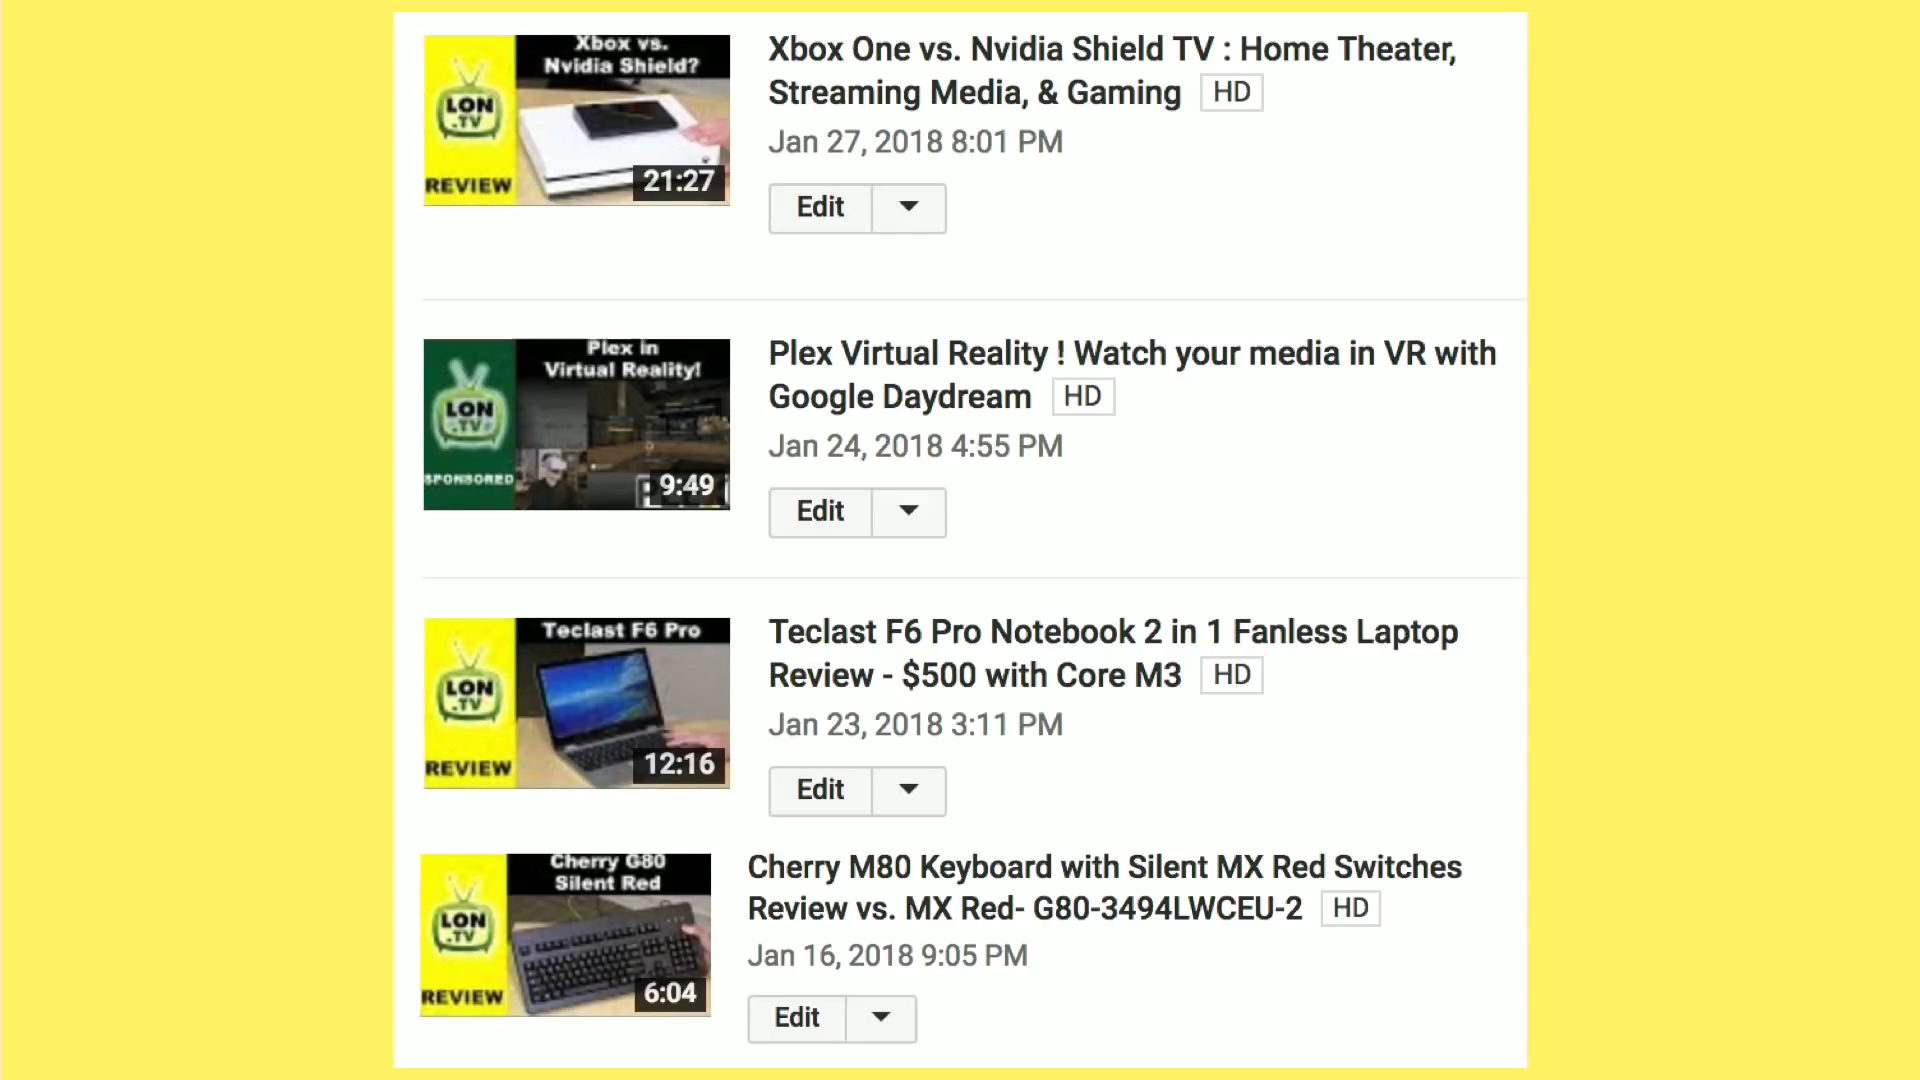 Xbox vs.
Nvidia Shield?
LON
.TV
REVIEW
21:27
Xbox One vs. Nvidia Shield TV : Home Theater,
Streaming Media, & Gaming HD
Jan 27, 2018 8:01 PM
Edit
Plex in
Virtual Reality!
LON
.TV
SPONSORED
9:49
Plex Virtual Reality ! Watch your media in VR with
Google Daydream HD
Jan 24, 2018 4:55 PM
Edit
Teclast F6 Pro
LON
.TV
REVIEW
12:16
Teclast F6 Pro Notebook 2 in 1 Fanless Laptop
Review - $500 with Core M3 HD
Jan 23, 2018 3:11 PM
Edit
Cherry G80
Silent Red
LON
.TV
REVIEW
6:04
Cherry M80 Keyboard with Silent MX Red Switches
Review vs. MX Red- G80-3494LWCEU-2 HD
Jan 16, 2018 9:05 PM
Edit